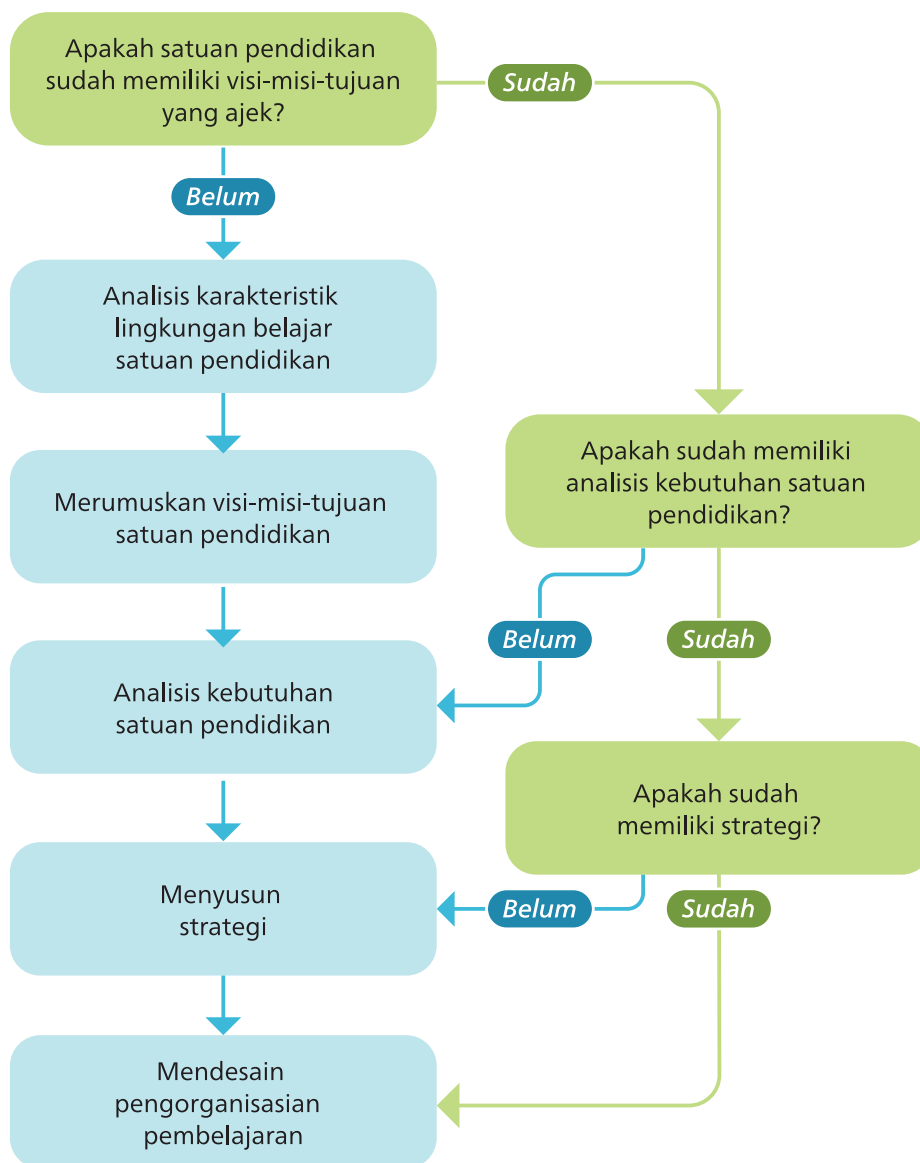 Apakah satuan pendidikan
sudah memiliki visi-misi-tujuan
yang ajek?
Sudah
Belum
Analisis karakteristik
lingkungan belajar
satuan pendidikan
Merumuskan visi-misi-tujuan
satuan pendidikan
Apakah sudah memiliki
analisis kebutuhan satuan
pendidikan?
Belum
Sudah
Analisis kebutuhan
satuan pendidikan
Apakah sudah
memiliki strategi?
Belum
Sudah
Menyusun
strategi
Mendesain
pengorganisasian
pembelajaran